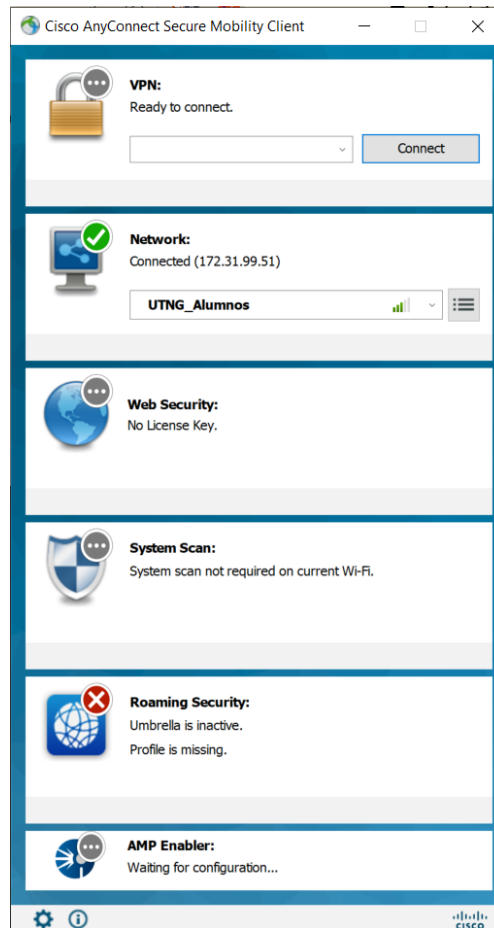 Cisco AnyConnect Secure Mobility Client
VPN:
Ready to connect.
Connect
Network:
Connected (172.31.99.51)
UTNG_Alumnos
Web Security:
No License Key.
System Scan:
System scan not required on current Wi-Fi.
Roaming Security:
Umbrella is inactive.
Profile is missing.
AMP Enabler:
Waiting for configuration...
CISCO